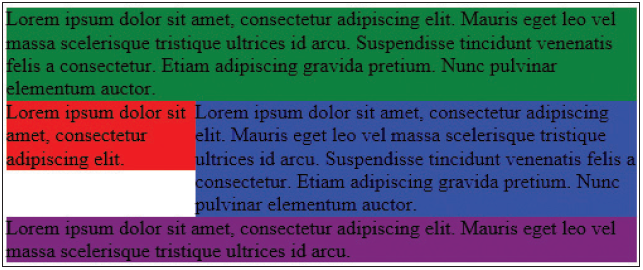 Lorem ipsum dolor sit amet, consectetur adipiscing elit. Mauris eget leo vel
massa scelerisque tristique ultrices id arcu. Suspendisse tincidunt venenatis
felis a consectetur. Etiam adipiscing gravida pretium. Nunc pulvinar
elementum auctor.
Lorem ipsum dolor sit
amet, consectetur
adipiscing elit.
Lorem ipsum dolor sit amet, consectetur adipiscing
elit. Mauris eget leo vel massa scelerisque tristique
ultrices id arcu. Suspendisse tincidunt venenatis felis a
consectetur. Etiam adipiscing gravida pretium. Nunc
pulvinar elementum auctor.
Lorem ipsum dolor sit amet, consectetur adipiscing elit. Mauris eget leo vel
massa scelerisque tristique ultrices id arcu.